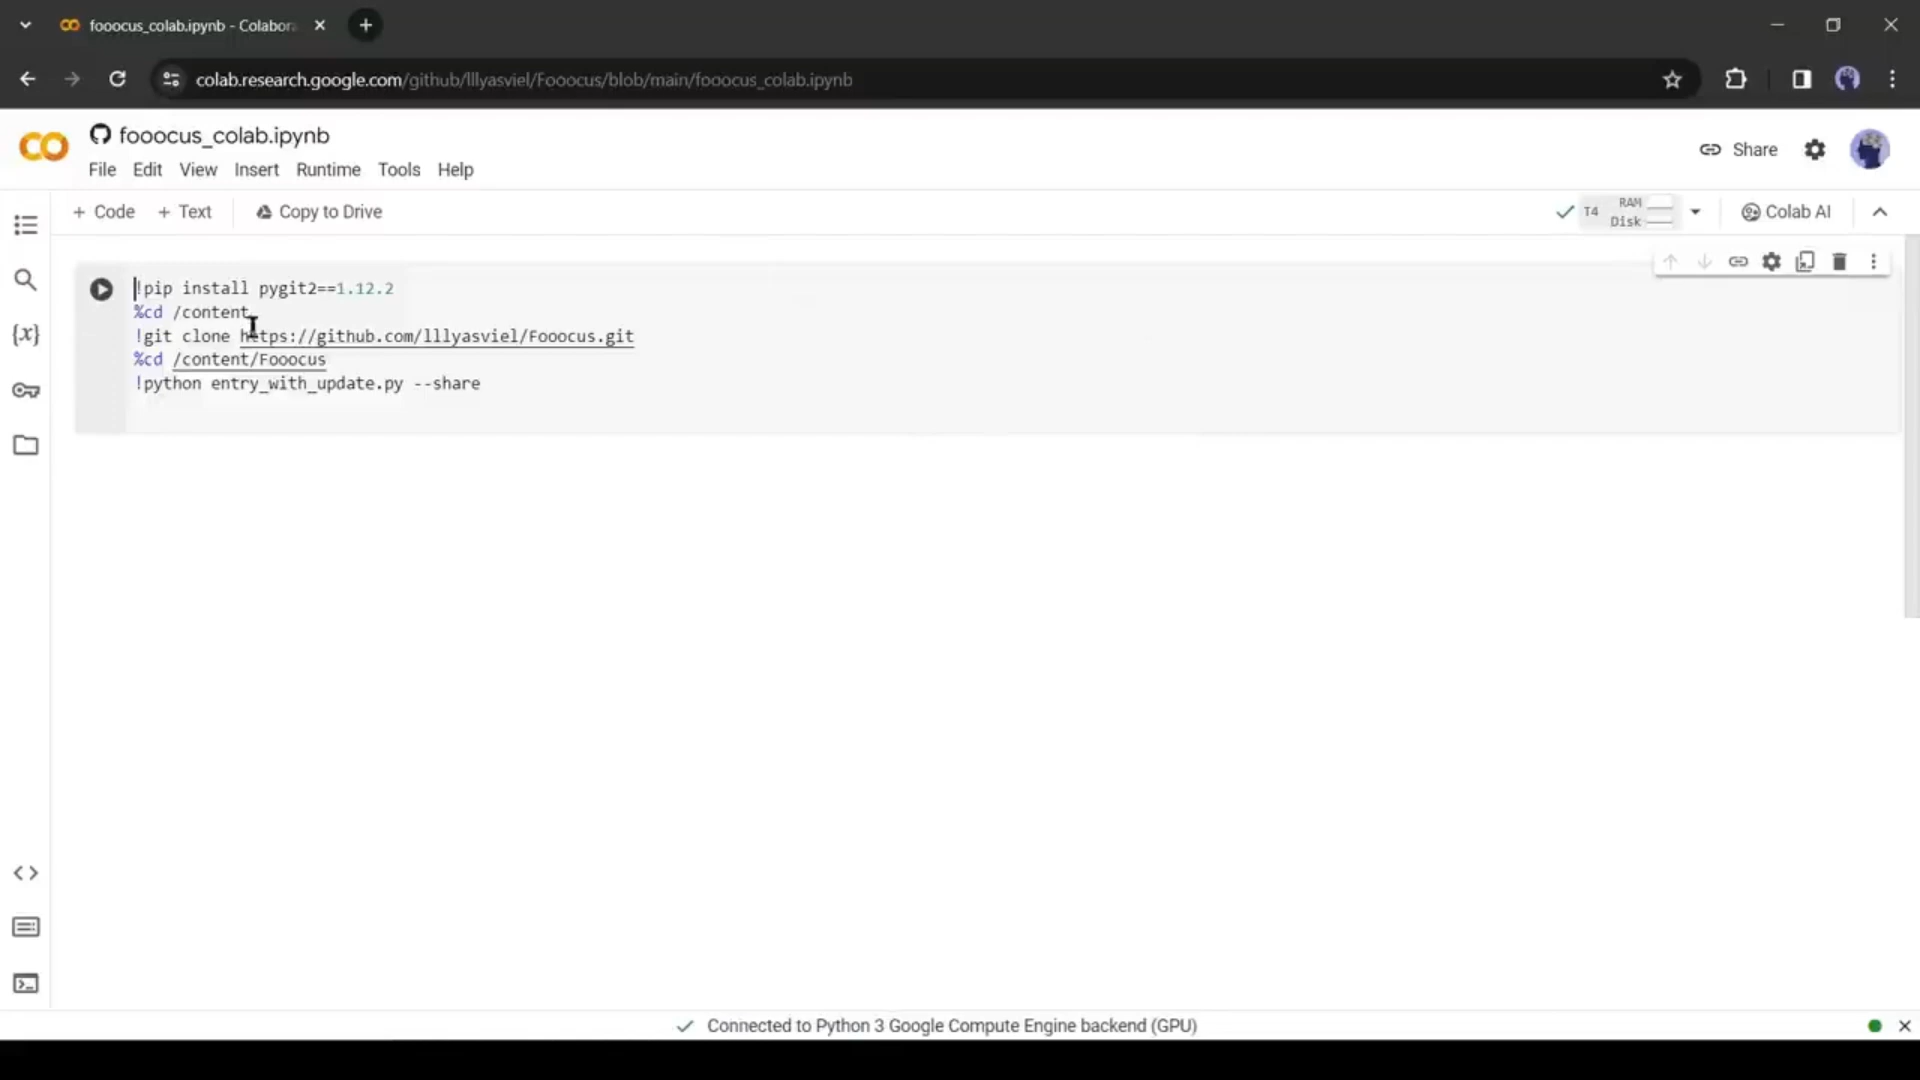 fooocus_colab.ipynb - Colabora
colab.research.google.com/github/lllyasviel/Fooocus/blob/main/fooocus_colab.ipynb
fooocus_colab.ipynb
File Edit View Insert Runtime Tools Help
Share
+ Code + Text Copy to Drive
T4 RAM Disk
Colab AI
!pip install pygit2==1.12.2
%cd /content
!git clone https://github.com/lllyasviel/Fooocus.git
%cd /content/Fooocus
!python entry_with_update.py --share
Connected to Python 3 Google Compute Engine backend (GPU)